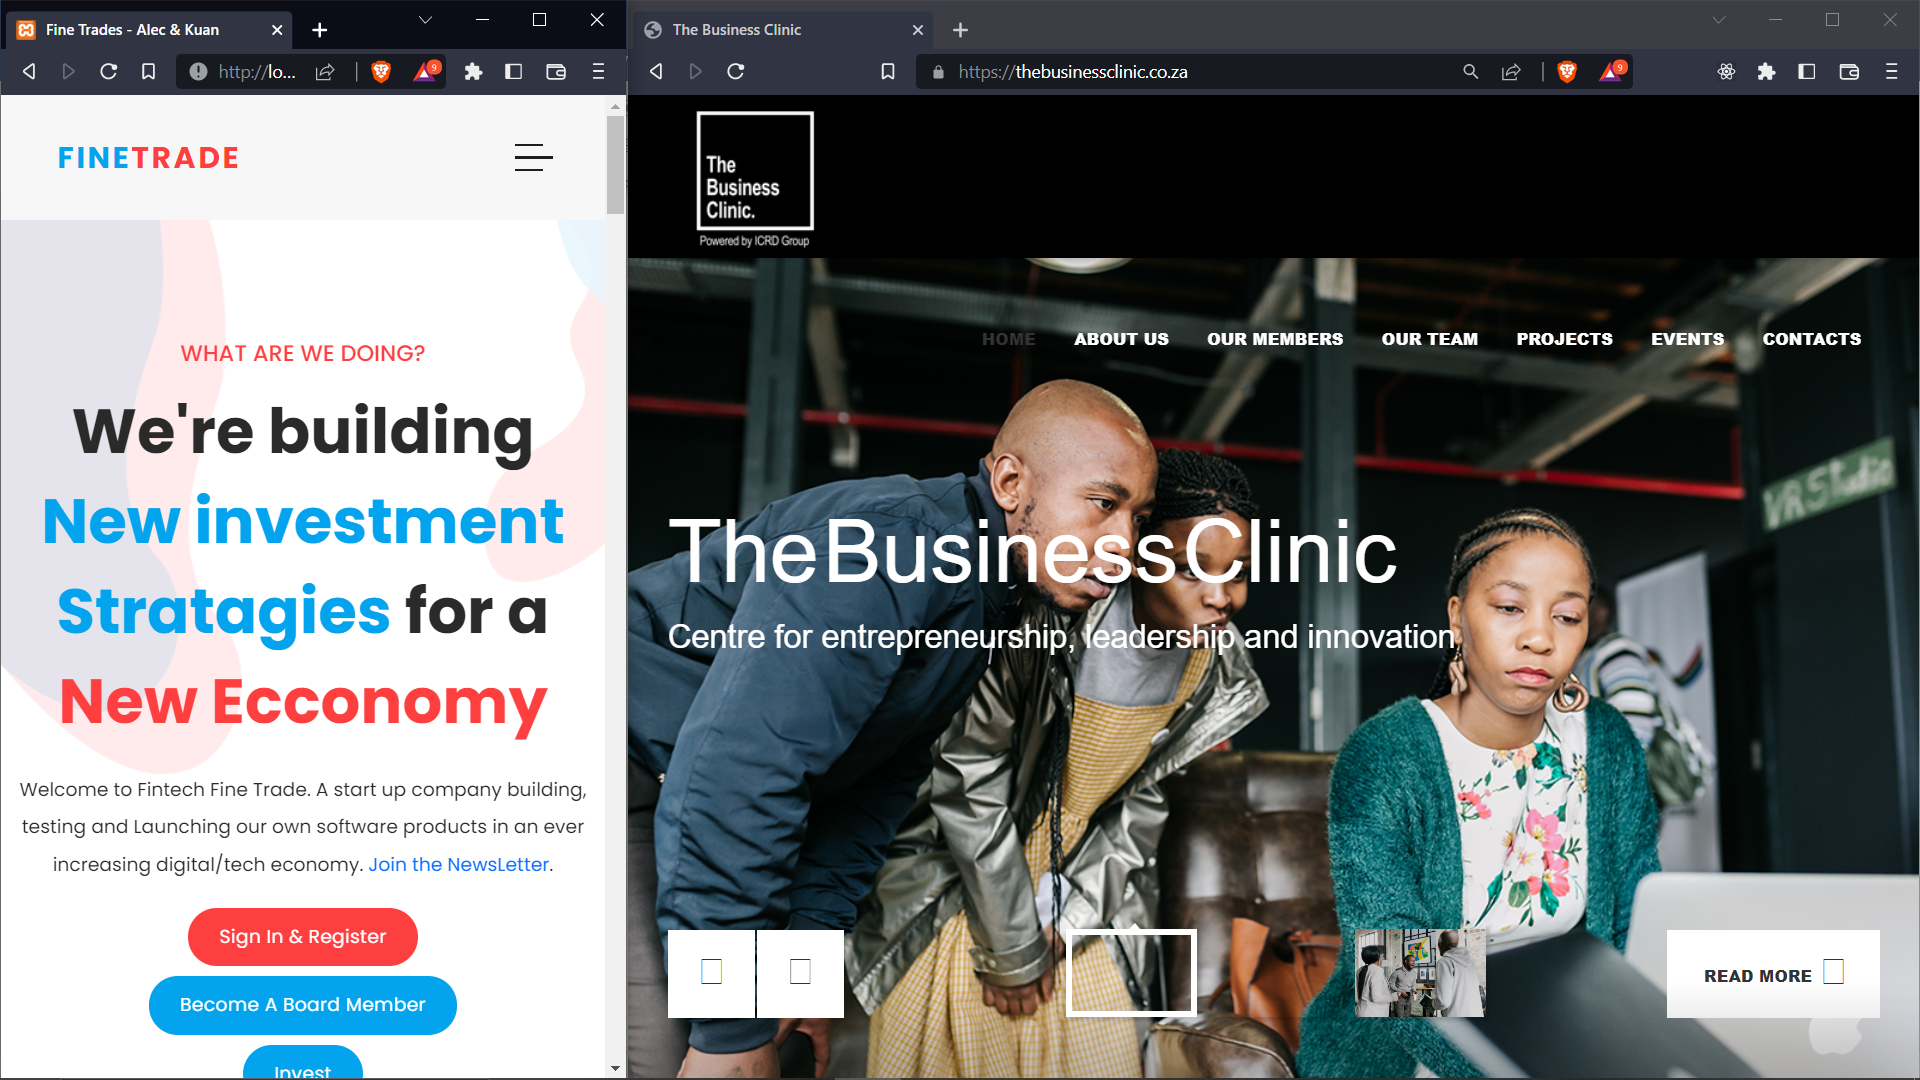 Fine Trades - Alec & Kuan
http://lo...
9
FINETRADE
WHAT ARE WE DOING?
We're building
New investment
Stratagies for a
New Ecconomy
Welcome to Fintech Fine Trade. A start up company building,
testing and Launching our own software products in an ever
increasing digital/tech economy. Join the NewsLetter.
Sign In & Register
Become A Board Member
Invest
The Business Clinic
https://thebusinessclinic.co.za
9
The
Business
Clinic.
Powered by ICRD Group
HOME ABOUT US OUR MEMBERS OUR TEAM PROJECTS EVENTS CONTACTS
VR Studio
The Business Clinic
Centre for entrepreneurship, leadership and innovation
READ MORE